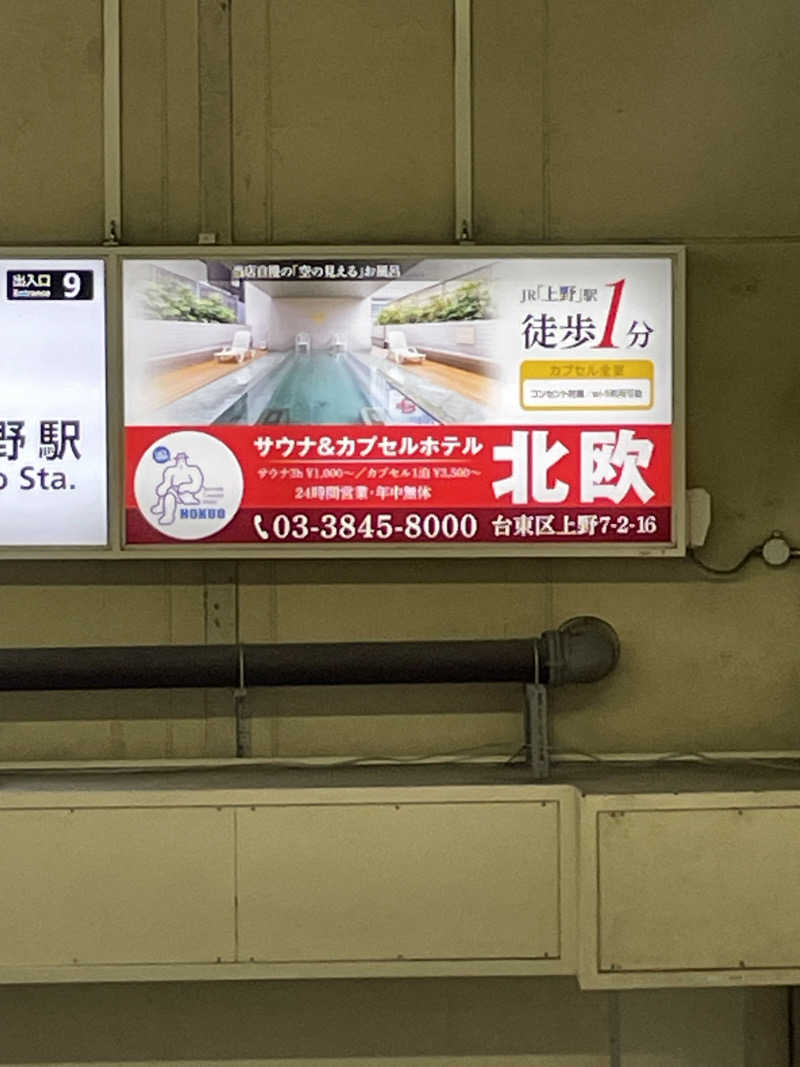 出入口 9
Entrance
野駅
o Sta.
当店自慢の「空の見える」お風呂
JR「上野」駅
徒歩1分
カプセル全室
コンセント附属／wi-fi利用可能
サウナ&カプセルホテル
北欧
サウナ3h ¥1,000〜／カプセル1泊 ¥3,500〜
24時間営業・年中無休
HOKUO
03-3845-8000 台東区上野7-2-16